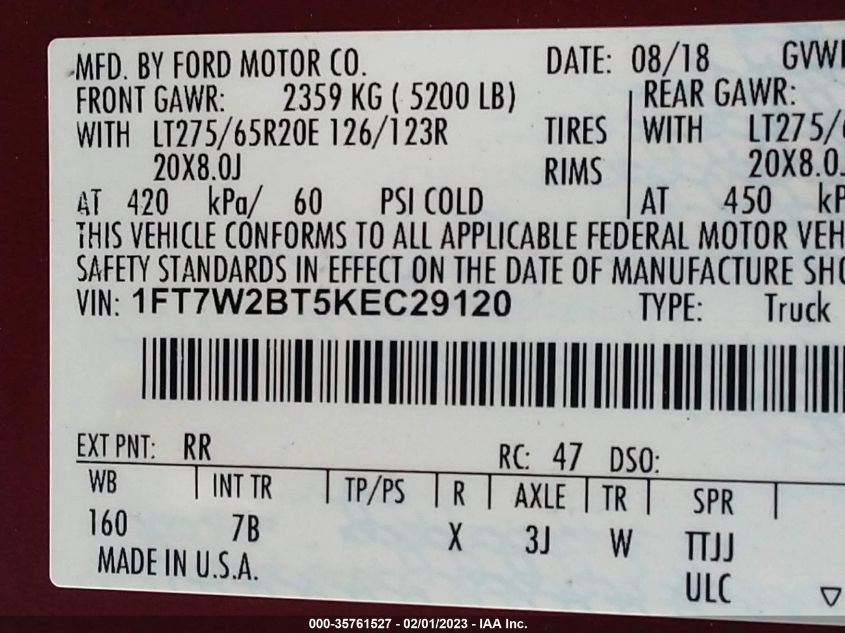 MFD. BY FORD MOTOR CO. DATE: 08/18 GVW
FRONT GAWR: 2359 KG ( 5200 LB) REAR GAWR:
WITH LT275/65R20E 126/123R TIRES WITH LT275/
20X8.0J RIMS 20X8.0J
AT 420 kPa/ 60 PSI COLD AT 450 kP
THIS VEHICLE CONFORMS TO ALL APPLICABLE FEDERAL MOTOR VEH
SAFETY STANDARDS IN EFFECT ON THE DATE OF MANUFACTURE SHO
VIN: 1FT7W2BT5KEC29120 TYPE: Truck
EXT PNT: RR RC: 47 DSO:
WB INT TR TP/PS R AXLE TR SPR
160 7B X 3J W TTJJ
MADE IN U.S.A. ULC
000-35761527 - 02/01/2023 - IAA Inc.